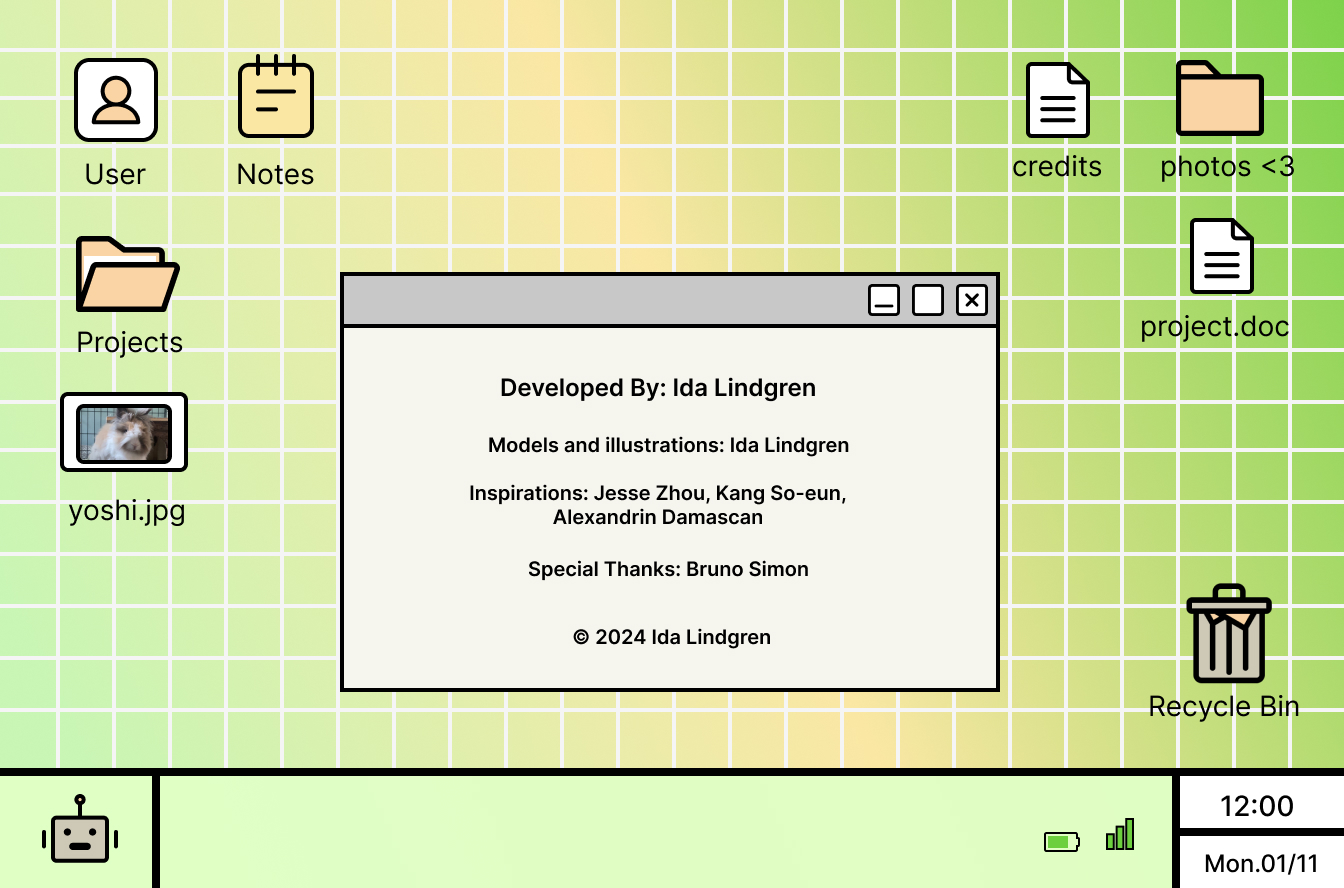 User
Notes
credits
photos <3
Projects
project.doc
yoshi.jpg
Developed By: Ida Lindgren
Models and illustrations: Ida Lindgren
Inspirations: Jesse Zhou, Kang So-eun,
Alexandrin Damascan
Special Thanks: Bruno Simon
© 2024 Ida Lindgren
Recycle Bin
12:00
Mon.01/11